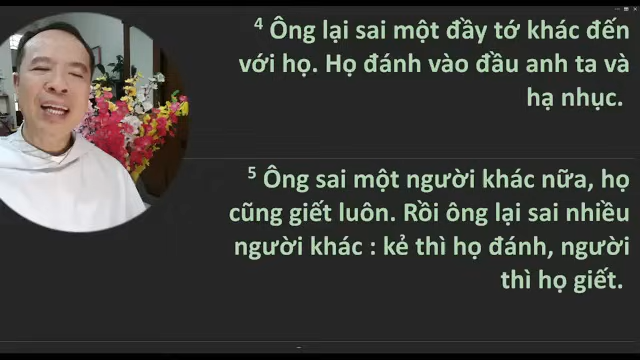 4 Ông lại sai một đầy tớ khác đến
với họ. Họ đánh vào đầu anh ta và
hạ nhục.
5 Ông sai một người khác nữa, họ
cũng giết luôn. Rồi ông lại sai nhiều
người khác : kẻ thì họ đánh, người
thì họ giết.